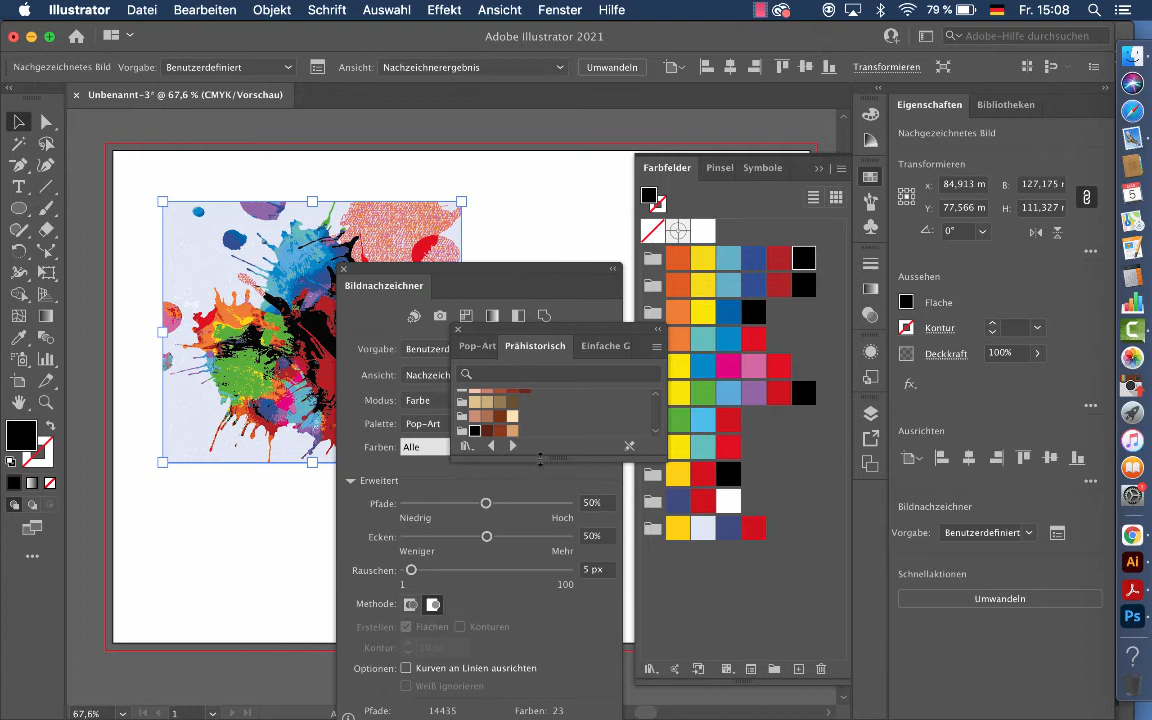 Illustrator Datei Bearbeiten Objekt Schrift Auswahl Effekt Ansicht Fenster Hilfe 79 % Fr. 15:08
Adobe Illustrator 2021 Adobe-Hilfe durchsuchen
Nachgezeichnetes Bild Vorgabe: Benutzerdefiniert Ansicht: Nachzeichnerergebnis Umwandeln Transformieren
Unbenannt-3* @ 67,6 % (CMYK/Vorschau)
Eigenschaften Bibliotheken
Nachgezeichnetes Bild
Farbfelder Pinsel Symbole
Transformieren
x: 84,913 m B: 127,175 m
Y: 77,566 m H: 111,327 m
0°
Aussehen
Fläche
Kontur
Deckkraft 100%
fx.
Ausrichten
Bildnachzeichner
Vorgabe: Benutzerdefiniert
Schnellaktionen
Umwandeln
Bildnachzeichner
Vorgabe: Benutzerd
Ansicht: Nachzeich
Modus: Farbe
Palette: Pop-Art
Farben: Alle
Pop-Art Prähistorisch Einfache G
Erweitert
Pfade: 50%
Niedrig Hoch
Ecken: 50%
Weniger Mehr
Rauschen: 5 px
1 100
Methode:
Erstellen: Flächen Konturen
Kontur: 10 px
Optionen: Kurven an Linien ausrichten
Weiß ignorieren
Pfade: 14435 Farben: 23
67,6% 1